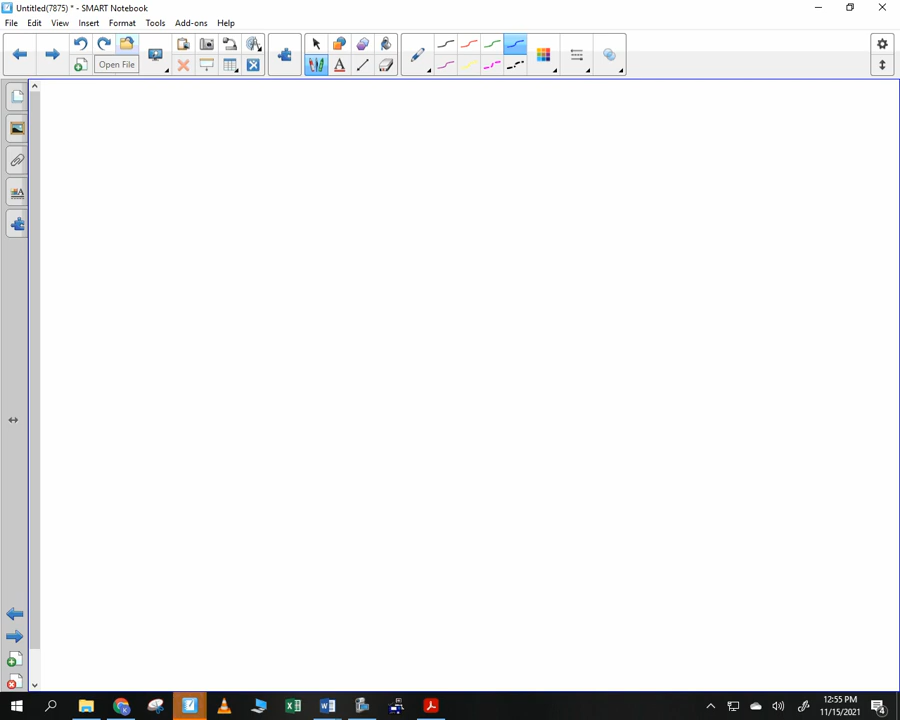 Untitled(7875) * - SMART Notebook
File Edit View Insert Format Tools Add-ons Help
Open File
12:55 PM
11/15/2021
4